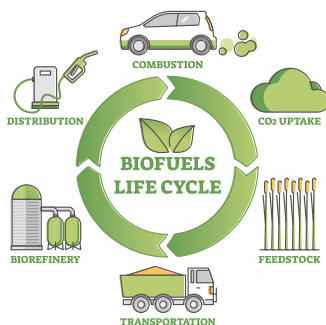 COMBUSTION
DISTRIBUTION
CO₂ UPTAKE
BIOFUELS
LIFE CYCLE
BIOREFINERY
FEEDSTOCK
TRANSPORTATION